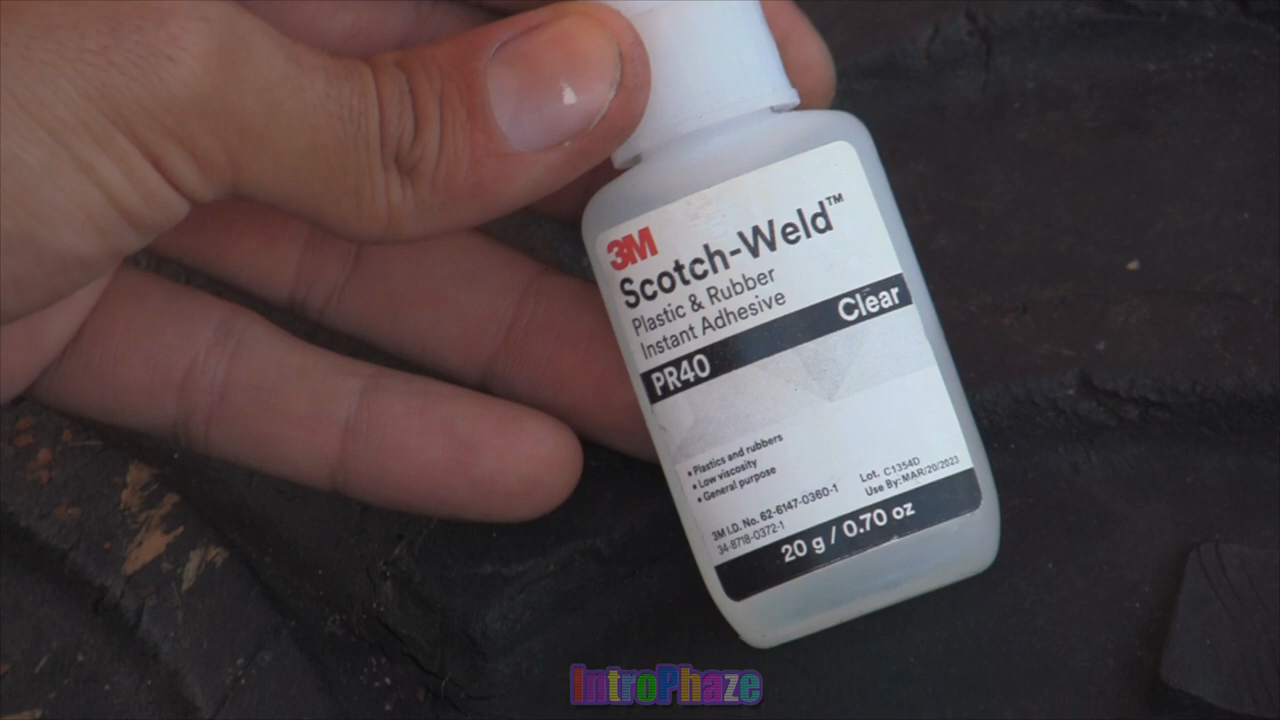 3M
Scotch-Weld™
Plastic & Rubber
Instant Adhesive
PR40 Clear
• Plastics and rubbers
• Low viscosity
• General purpose
3M I.D. No. 62-6147-0360-1
34-8718-0372-1
Lot. C1354D
Use By: MAR/20/2023
20 g / 0.70 oz
IntroPhaze